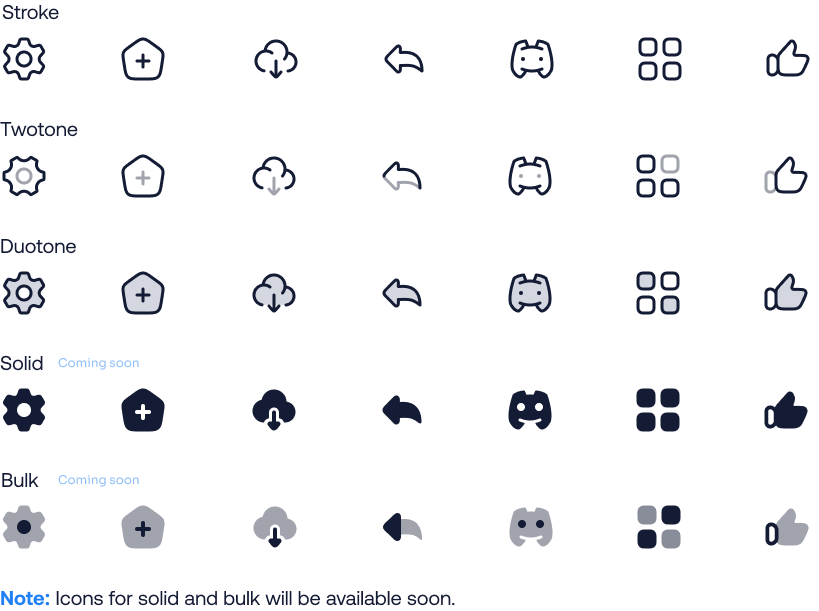 Stroke
Twotone
Duotone
Solid Coming soon
Bulk Coming soon
Note: Icons for solid and bulk will be available soon.